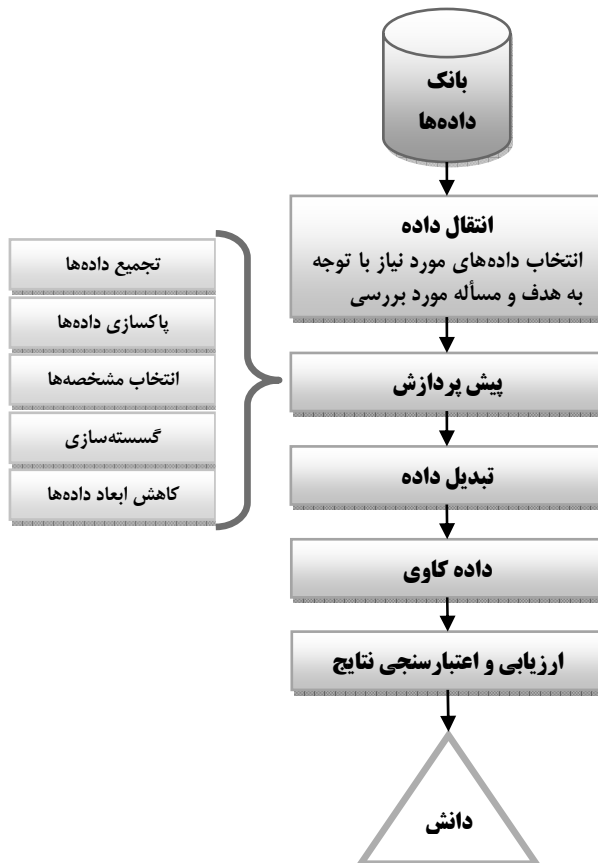 بانک
داده‌ها
انتقال داده
انتخاب داده‌های مورد نیاز با توجه
به هدف و مسأله مورد بررسی
تجمیع داده‌ها
پاکسازی داده‌ها
انتخاب مشخصه‌ها
گسسته‌سازی
کاهش ابعاد داده‌ها
پیش پردازش
تبدیل داده
داده کاوی
ارزیابی و اعتبارسنجی نتایج
دانش